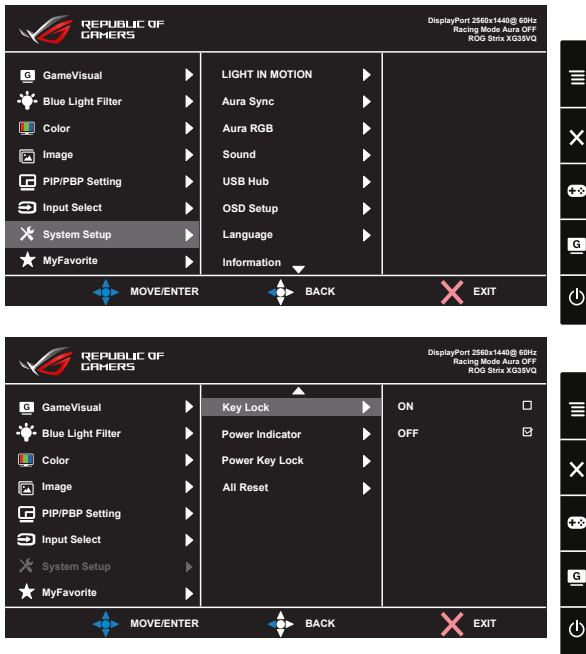 REPUBLIC OF
GAMERS
DisplayPort 2560x1440@ 60Hz
Racing Mode Aura OFF
ROG Strix XG35VQ
G GameVisual
Blue Light Filter
Color
Image
PIP/PBP Setting
Input Select
System Setup
MyFavorite
LIGHT IN MOTION
Aura Sync
Aura RGB
Sound
USB Hub
OSD Setup
Language
Information
MOVE/ENTER
BACK
EXIT
G
REPUBLIC OF
GAMERS
DisplayPort 2560x1440@ 60Hz
Racing Mode Aura OFF
ROG Strix XG35VQ
G GameVisual
Blue Light Filter
Color
Image
PIP/PBP Setting
Input Select
System Setup
MyFavorite
Key Lock
Power Indicator
Power Key Lock
All Reset
ON
OFF
MOVE/ENTER
BACK
EXIT
G